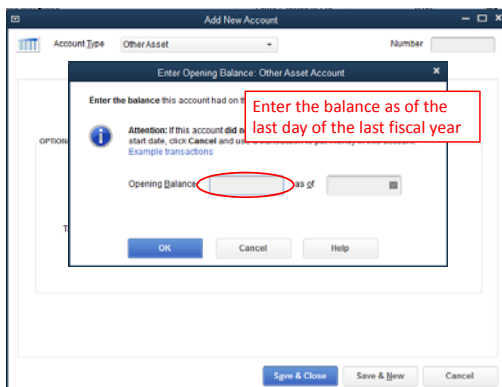 Add New Account
Account Type Other Asset Number
Enter Opening Balance: Other Asset Account
Enter the balance this account had on th
Enter the balance as of the
last day of the last fiscal year
Attention: If this account did n
start date, click Cancel and us
Example transactions
OPTION
Opening Balance as of
T
OK Cancel Help
Save & Close Save & New Cancel